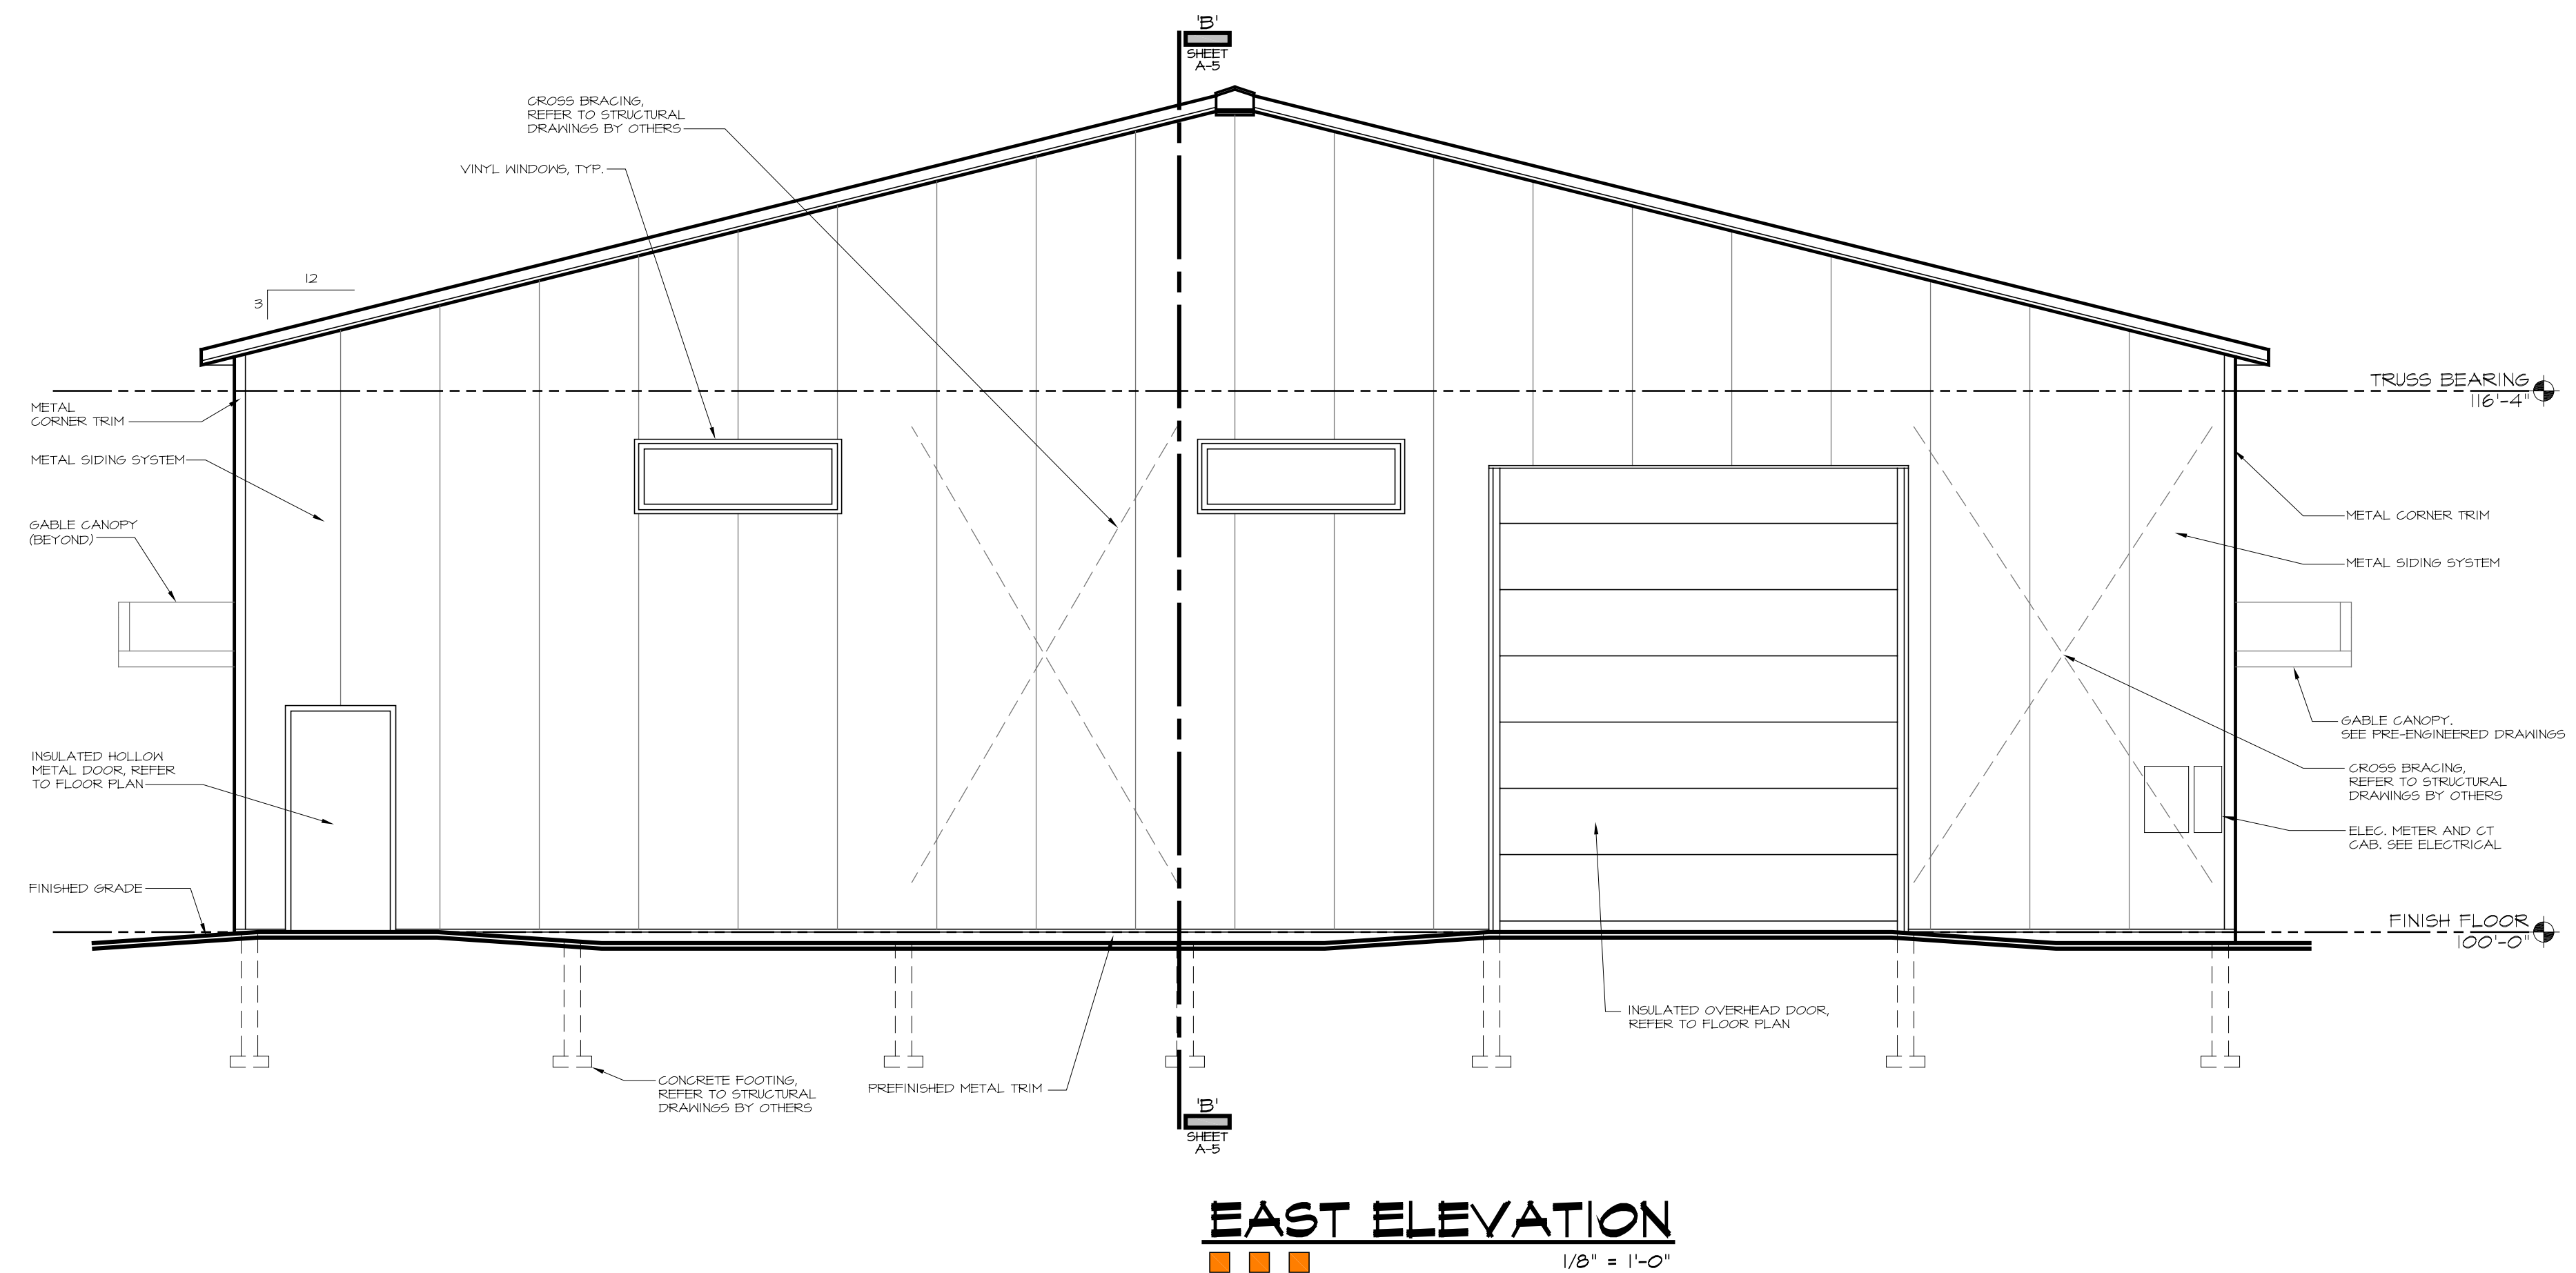 'B'
SHEET
A-5
CROSS BRACING,
REFER TO STRUCTURAL
DRAWINGS BY OTHERS
VINYL WINDOWS, TYP.
12
3
TRUSS BEARING
116'-4"
METAL
CORNER TRIM
METAL SIDING SYSTEM
GABLE CANOPY
(BEYOND)
INSULATED HOLLOW
METAL DOOR, REFER
TO FLOOR PLAN
FINISHED GRADE
METAL CORNER TRIM
METAL SIDING SYSTEM
GABLE CANOPY.
SEE PRE-ENGINEERED DRAWINGS
CROSS BRACING,
REFER TO STRUCTURAL
DRAWINGS BY OTHERS
ELEC. METER AND CT
CAB. SEE ELECTRICAL
FINISH FLOOR
100'-0"
INSULATED OVERHEAD DOOR,
REFER TO FLOOR PLAN
CONCRETE FOOTING,
REFER TO STRUCTURAL
DRAWINGS BY OTHERS
PREFINISHED METAL TRIM
'B'
SHEET
A-5
EAST ELEVATION
1/8" = 1'-0"